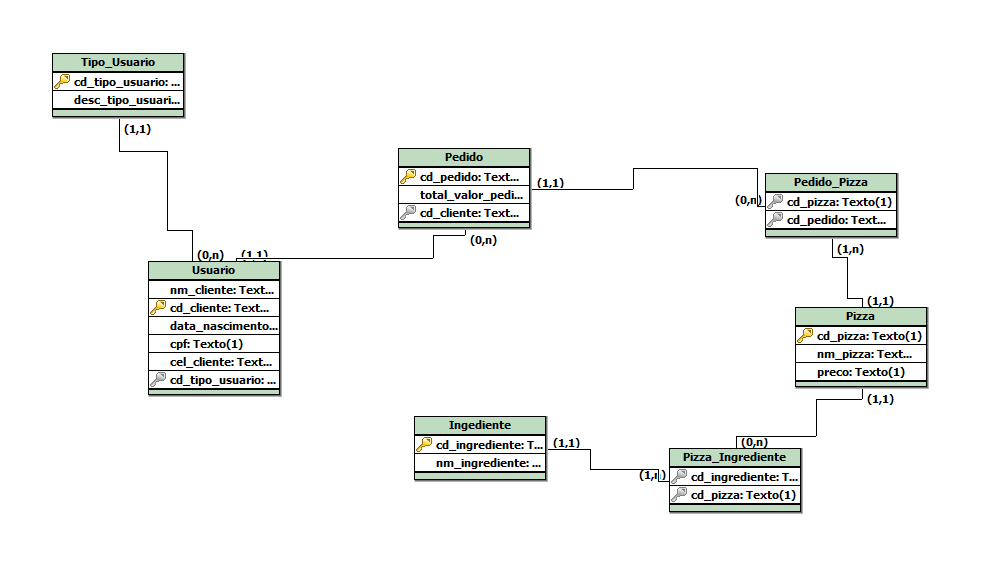 Tipo_Usuario
cd_tipo_usuario: ...
desc_tipo_usuari...
(1,1)
Pedido
cd_pedido: Text...
total_valor_pedi...
cd_cliente: Text...
(1,1)
(0,n)
Pedido_Pizza
cd_pizza: Texto(1)
cd_pedido: Text...
(0,n)
(1,n)
(0,n)
(1,1)
Usuario
nm_cliente: Text...
cd_cliente: Text...
data_nascimento...
cpf: Texto(1)
cel_cliente: Text...
cd_tipo_usuario: ...
(1,1)
Pizza
cd_pizza: Texto(1)
nm_pizza: Text...
preco: Texto(1)
(1,1)
Ingediente
cd_ingrediente: T...
nm_ingrediente: ...
(1,1)
(0,n)
Pizza_Ingrediente
cd_ingrediente: T...
cd_pizza: Texto(1)
(1,n)